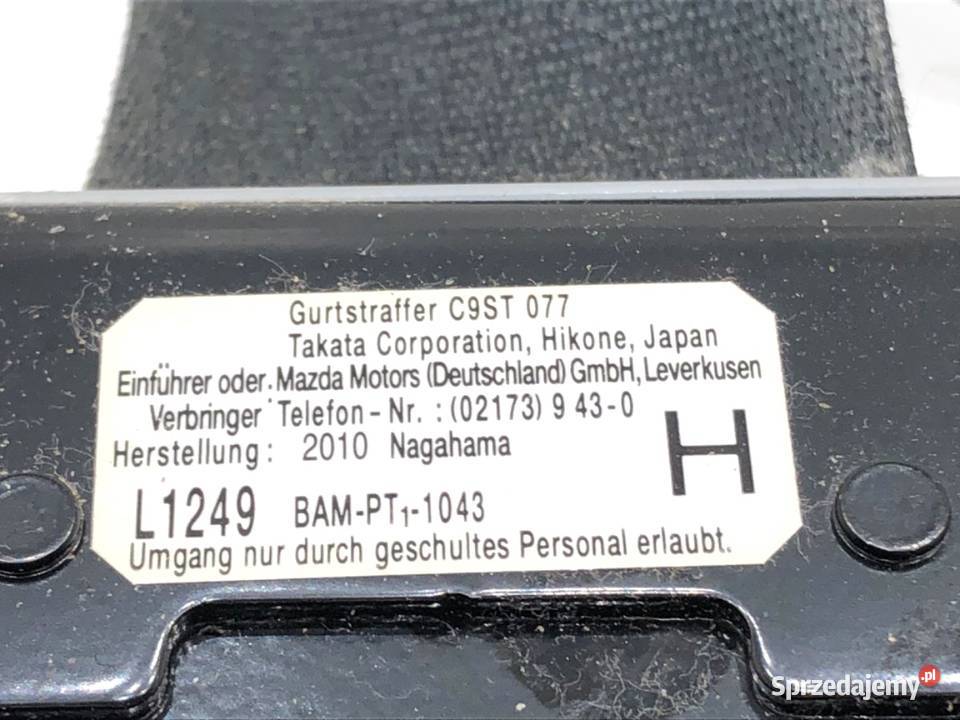 Gurtstraffer C9ST 077
Takata Corporation, Hikone, Japan
Einführer oder Mazda Motors (Deutschland) GmbH, Leverkusen
Verbringer Telefon-Nr. : (02173) 9 43-0
Herstellung: 2010 Nagahama
H
L1249 BAM-PT1-1043
Umgang nur durch geschultes Personal erlaubt.
Sprzedajemy.pl